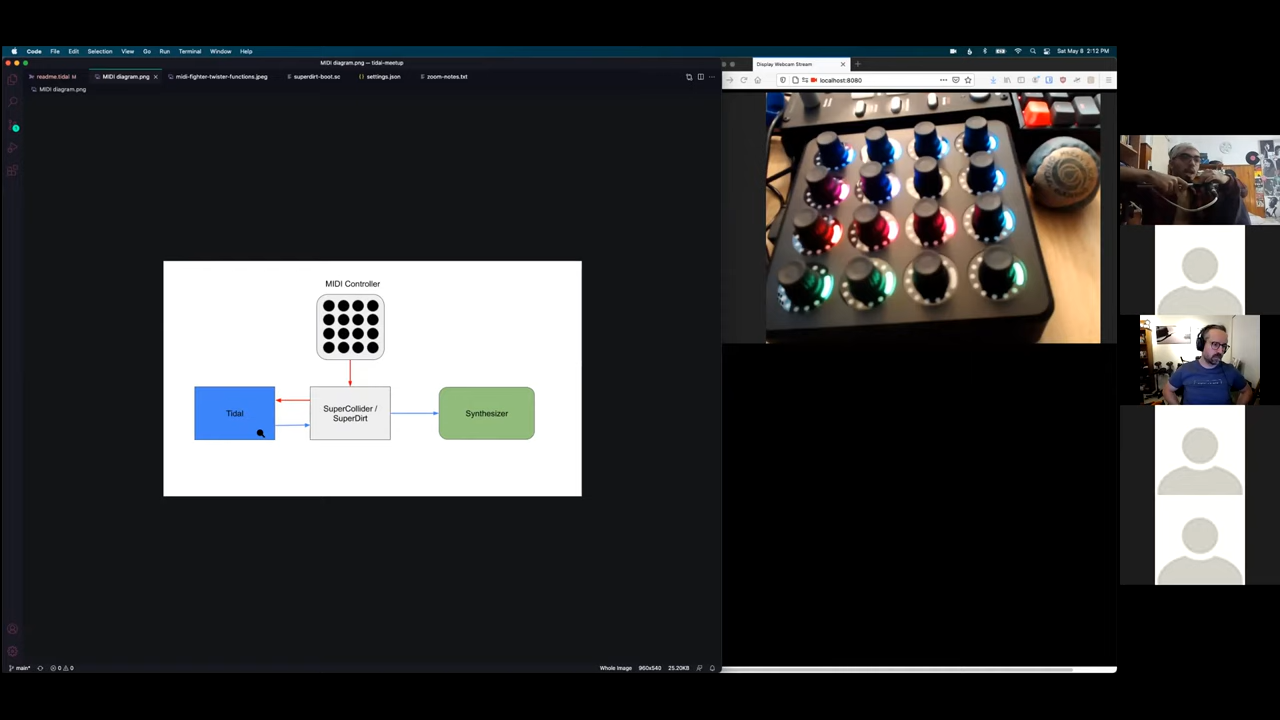 Code File Edit Selection View Go Run Terminal Window Help
Sat May 8 2:12 PM
MIDI diagram.png — tidal-meetup
readme.tidal M
MIDI diagram.png
midi-fighter-twister-functions.jpeg
superdirt-boot.sc
settings.json
zoom-notes.txt
MIDI diagram.png
Display Webcam Stream
localhost:8080
MIDI Controller
Tidal
SuperCollider /
SuperDirt
Synthesizer
main*
0 0
Whole Image 960x540 25.20KB